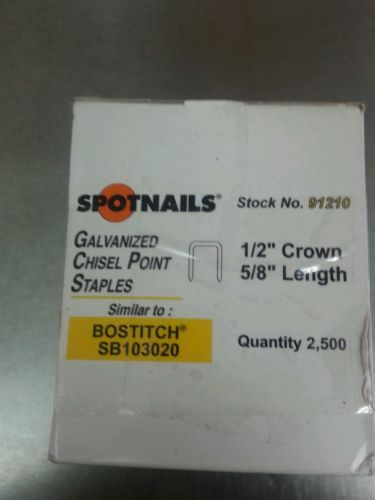 SPOTNAILS®
Stock No. 91210
GALVANIZED
CHISEL POINT
STAPLES
1/2" Crown
5/8" Length
Similar to :
BOSTITCH®
SB103020
Quantity 2,500